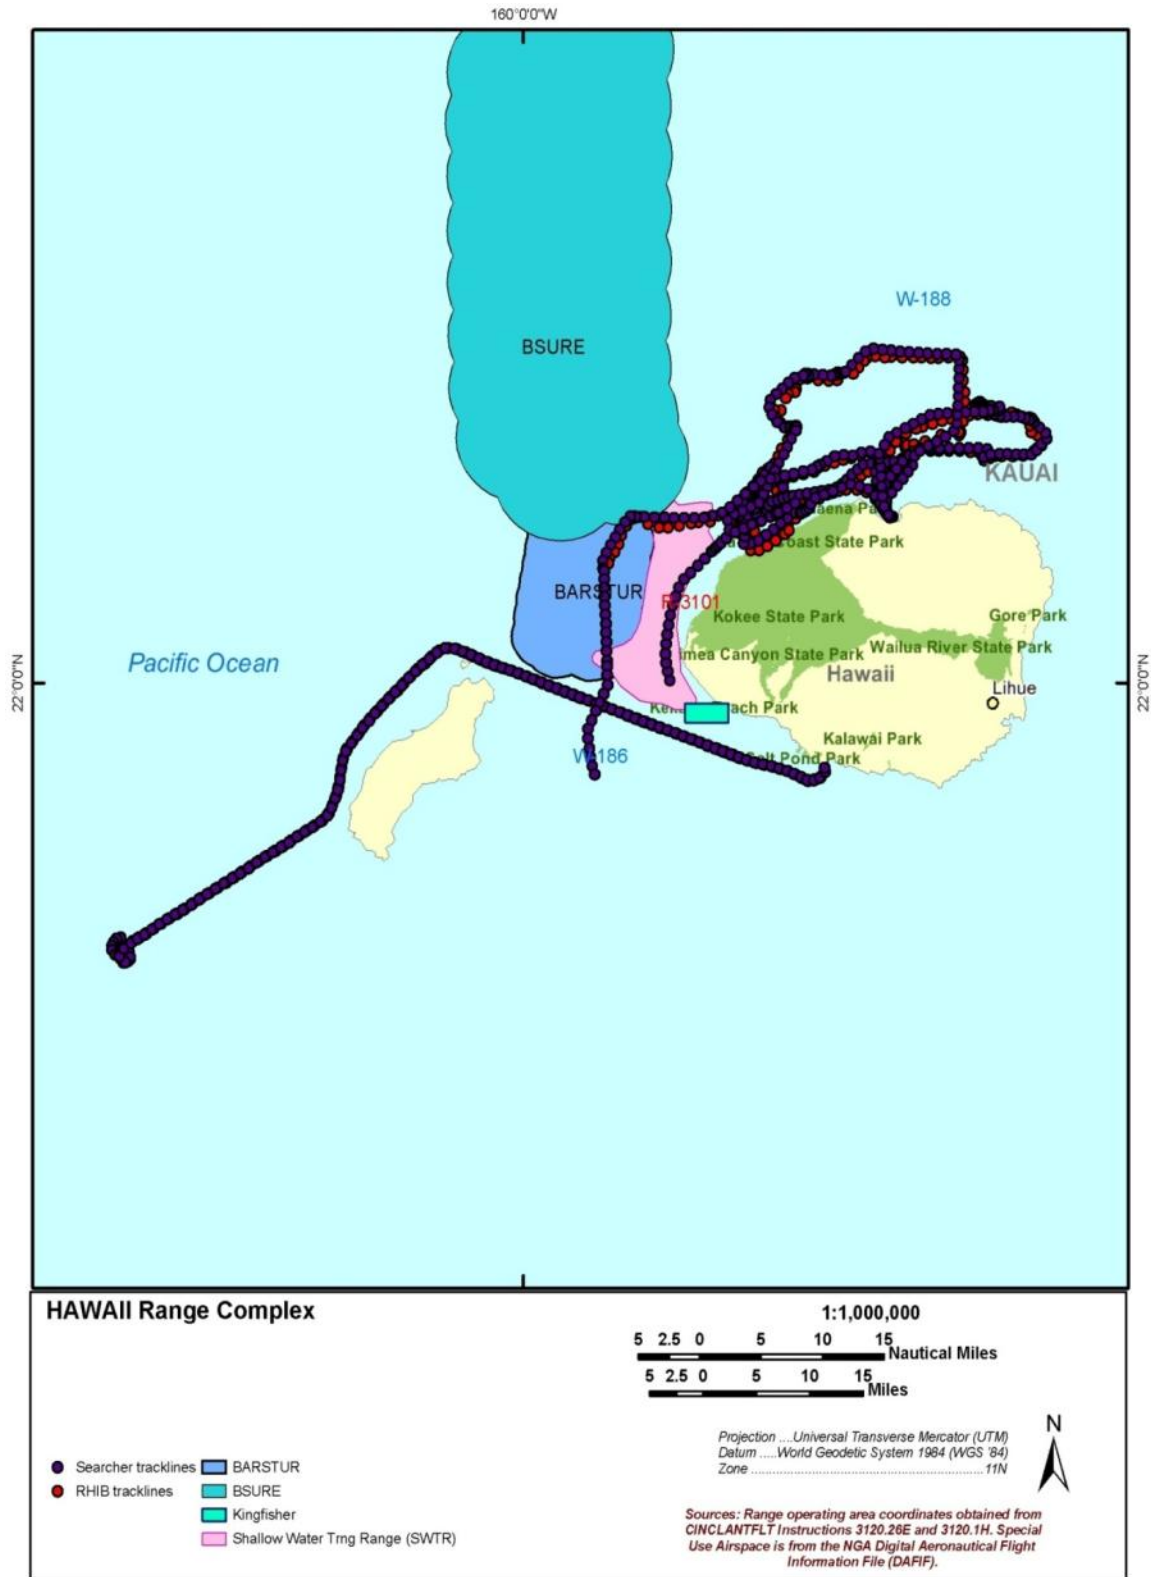 160°0'0"W
W-188
BSURE
KAUAI
aena Pa
Coast State Park
BARSTUR
R-3101
Kokee State Park
Gore Park
Pacific Ocean
imea Canyon State Park
Wailua River State Park
Hawaii
22°0'0"N
22°0'0"N
Lihue
Beach Park
Kalawai Park
W-186
Salt Pond Park
HAWAII Range Complex
1:1,000,000
5 2.5 0 5 10 15
Nautical Miles
5 2.5 0 5 10 15
Miles
N
Projection ....Universal Transverse Mercator (UTM)
Datum ....World Geodetic System 1984 (WGS '84)
Zone ........................................................11N
Searcher tracklines
RHIB tracklines
BARSTUR
BSURE
Kingfisher
Shallow Water Trng Range (SWTR)
Sources: Range operating area coordinates obtained from
CINCLANTFLT Instructions 3120.26E and 3120.1H. Special
Use Airspace is from the NGA Digital Aeronautical Flight
Information File (DAFIF).